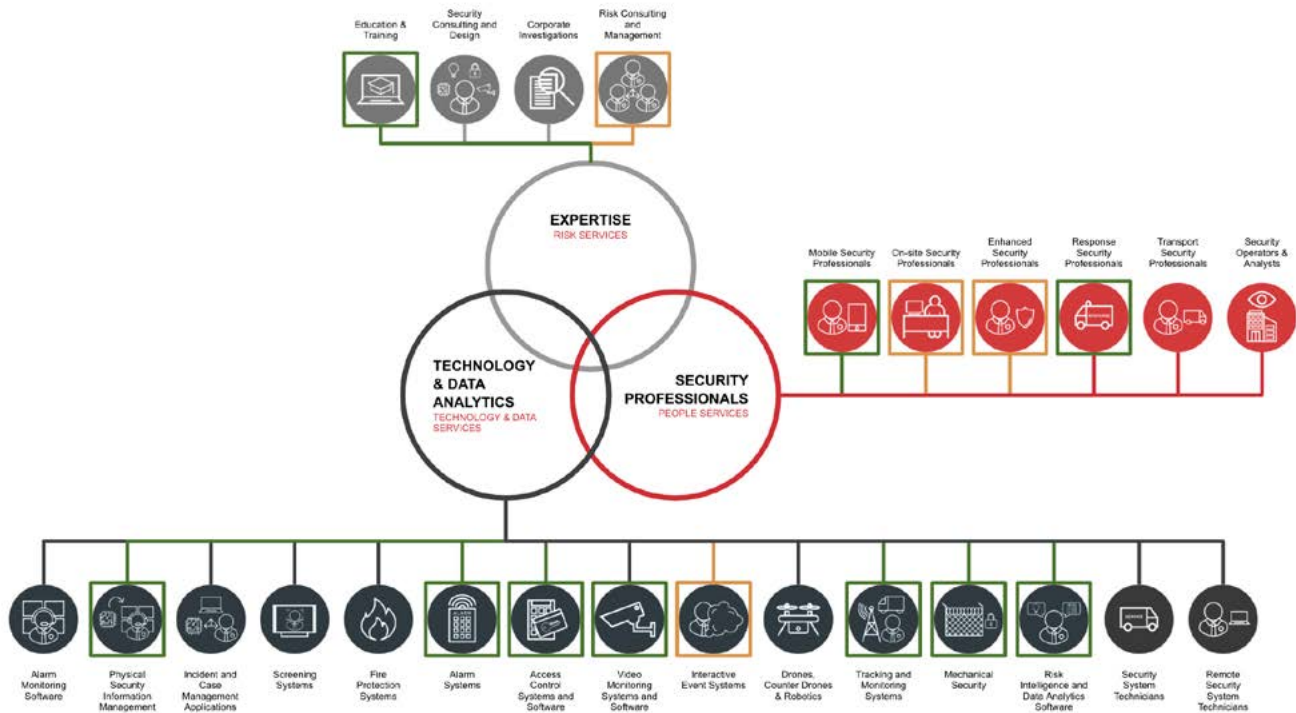 Education &
Training
Security
Consulting and
Design
Corporate
Investigations
Risk Consulting
and
Management
EXPERTISE
RISK SERVICES
Mobile Security
Professionals
On-site Security
Professionals
Enhanced
Security
Professionals
Response
Security
Professionals
Transport
Security
Professionals
Security
Operators &
Analysts
TECHNOLOGY
& DATA
ANALYTICS
TECHNOLOGY & DATA
SERVICES
SECURITY
PROFESSIONALS
PEOPLE SERVICES
ALARM
Alarm
Monitoring
Software
Physical
Security
Information
Management
Incident and
Case
Management
Applications
Screening
Systems
Fire
Protection
Systems
Alarm
Systems
Access
Control
Systems and
Software
Video
Monitoring
Systems and
Software
Interactive
Event Systems
Drones,
Counter Drones
& Robotics
Tracking and
Monitoring
Systems
Mechanical
Security
Risk
Intelligence and
Data Analytics
Software
Security
System
Technicians
Remote
Security
System
Technicians